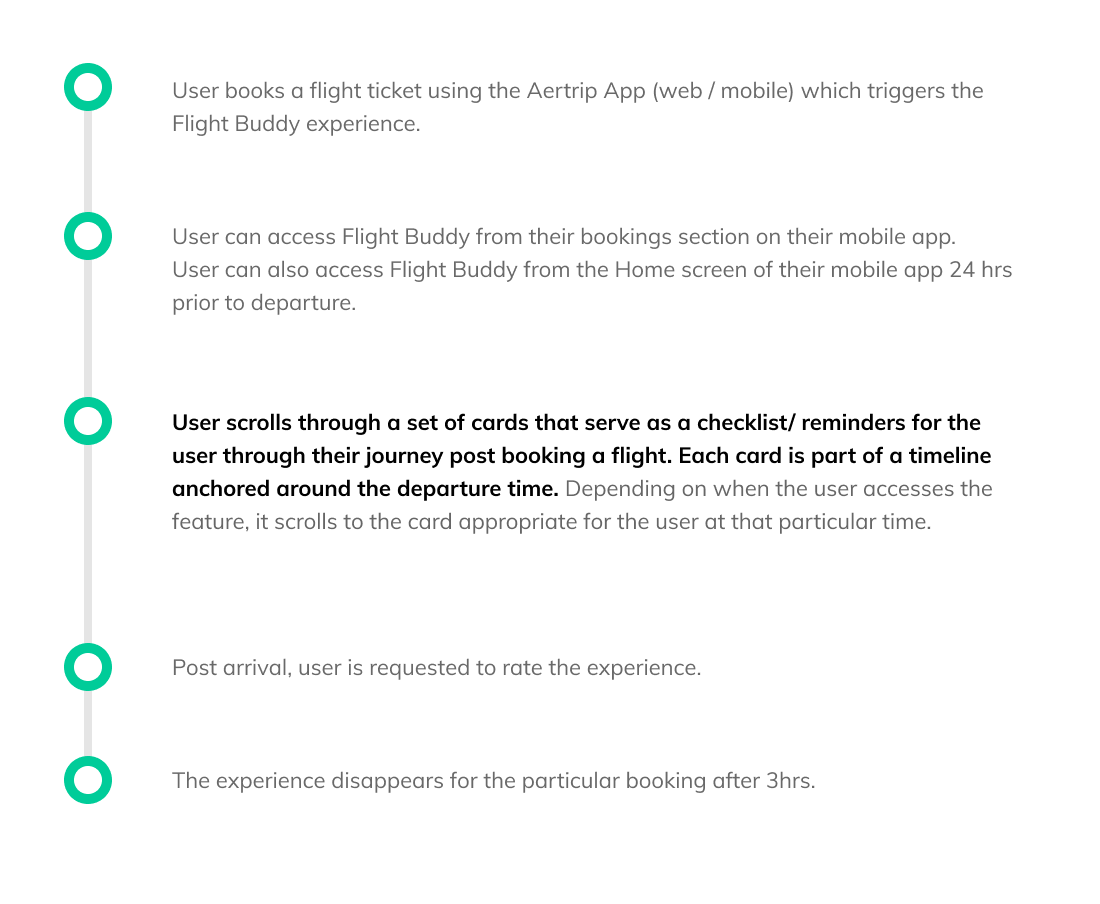 User books a flight ticket using the Aertrip App (web / mobile) which triggers the
Flight Buddy experience.
User can access Flight Buddy from their bookings section on their mobile app.
User can also access Flight Buddy from the Home screen of their mobile app 24 hrs
prior to departure.
User scrolls through a set of cards that serve as a checklist/ reminders for the
user through their journey post booking a flight. Each card is part of a timeline
anchored around the departure time. Depending on when the user accesses the
feature, it scrolls to the card appropriate for the user at that particular time.
Post arrival, user is requested to rate the experience.
The experience disappears for the particular booking after 3hrs.